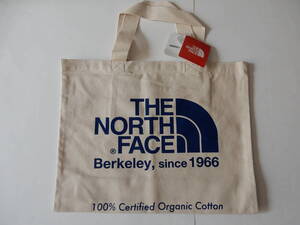 THE
NORTH
FACE
®
Berkeley, since 1966
100% Certified Organic Cotton